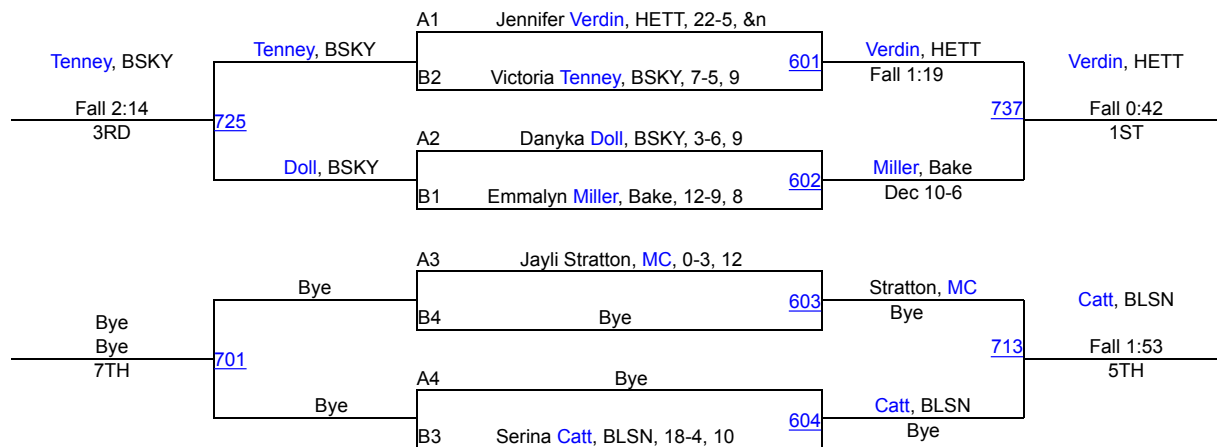 A1 Jennifer Verdin, HETT, 22-5, &n
Tenney, BSKY
Tenney, BSKY
Verdin, HETT
Verdin, HETT
601
B2 Victoria Tenney, BSKY, 7-5, 9
Fall 1:19
Fall 2:14
3RD
725
737
Fall 0:42
1ST
A2 Danyka Doll, BSKY, 3-6, 9
Doll, BSKY
602
Miller, Bake
B1 Emmalyn Miller, Bake, 12-9, 8
Dec 10-6
A3 Jayli Stratton, MC, 0-3, 12
Bye
603
Stratton, MC
Bye
Catt, BLSN
B4 Bye
Bye
Bye
7TH
701
713
Fall 1:53
5TH
A4 Bye
Bye
604
Catt, BLSN
Bye
B3 Serina Catt, BLSN, 18-4, 10